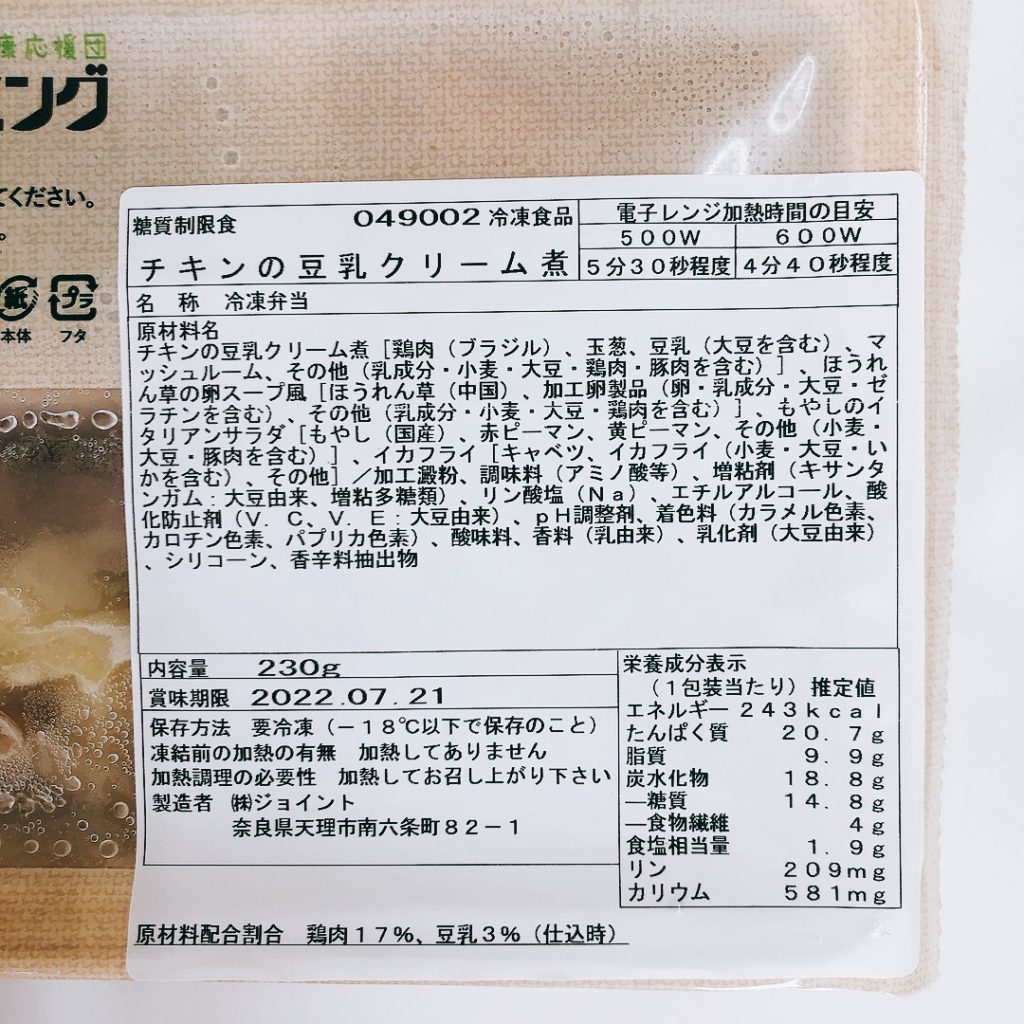 康応援団
ング
てください。
。
紙
プラ
本体
フタ
糖質制限食
049002 冷凍食品
チキンの豆乳クリーム煮
電子レンジ加熱時間の目安
500W 600W
5分30秒程度 4分40秒程度
名 称 冷凍弁当
原材料名
チキンの豆乳クリーム煮[鶏肉(ブラジル)、玉葱、豆乳(大豆を含む)、マ
ッシュルーム、その他(乳成分・小麦・大豆・鶏肉・豚肉を含む)]、ほうれ
ん草の卵スープ風[ほうれん草(中国)、加工卵製品(卵・乳成分・大豆・ゼ
ラチンを含む)、その他(乳成分・小麦・大豆・鶏肉を含む)]、もやしのイ
タリアンサラダ[もやし(国産)、赤ピーマン、黄ピーマン、その他(小麦・
大豆・豚肉を含む)]、イカフライ[キャベツ、イカフライ(小麦・大豆・い
かを含む)、その他]/加工澱粉、調味料(アミノ酸等)、増粘剤(キサンタ
ンガム:大豆由来、増粘多糖類)、リン酸塩(Na)、エチルアルコール、酸
化防止剤(V.C、V.E:大豆由来)、pH調整剤、着色料(カラメル色素、
カロチン色素、パプリカ色素)、酸味料、香料(乳由来)、乳化剤(大豆由来)
、シリコーン、香辛料抽出物
内容量 230g
賞味期限 2022.07.21
保存方法 要冷凍(-18℃以下で保存のこと)
凍結前の加熱の有無 加熱してありません
加熱調理の必要性 加熱してお召し上がり下さい
製造者 ㈱ジョイント
奈良県天理市南六条町82-1
栄養成分表示
(1包装当たり)推定値
エネルギー 243kcal
たんぱく質 20.7g
脂質 9.9g
炭水化物 18.8g
―糖質 14.8g
―食物繊維 4g
食塩相当量 1.9g
リン 209mg
カリウム 581mg
原材料配合割合 鶏肉17%、豆乳3%(仕込時)